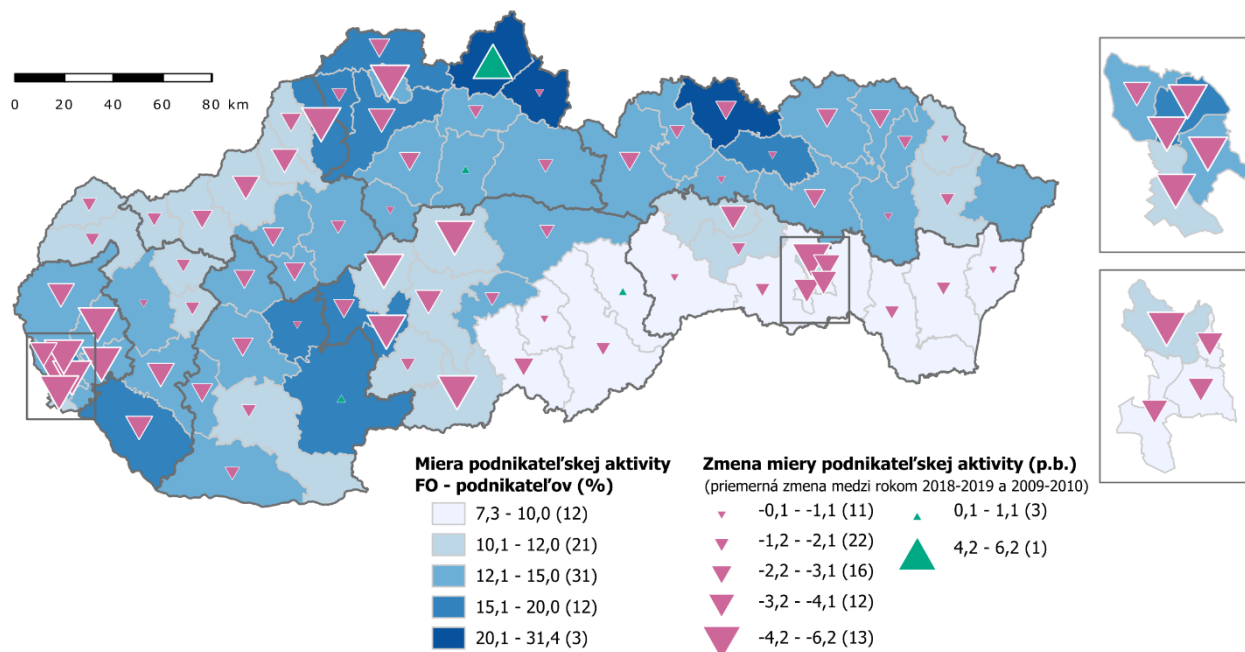 0 20 40 60 80 km
Miera podnikateľskej aktivity
FO - podnikateľov (%)
7,3 - 10,0 (12)
10,1 - 12,0 (21)
12,1 - 15,0 (31)
15,1 - 20,0 (12)
20,1 - 31,4 (3)
Zmena miery podnikateľskej aktivity (p.b.)
(priemerná zmena medzi rokom 2018-2019 a 2009-2010)
-0,1 - -1,1 (11)
-1,2 - -2,1 (22)
-2,2 - -3,1 (16)
-3,2 - -4,1 (12)
-4,2 - -6,2 (13)
0,1 - 1,1 (3)
4,2 - 6,2 (1)